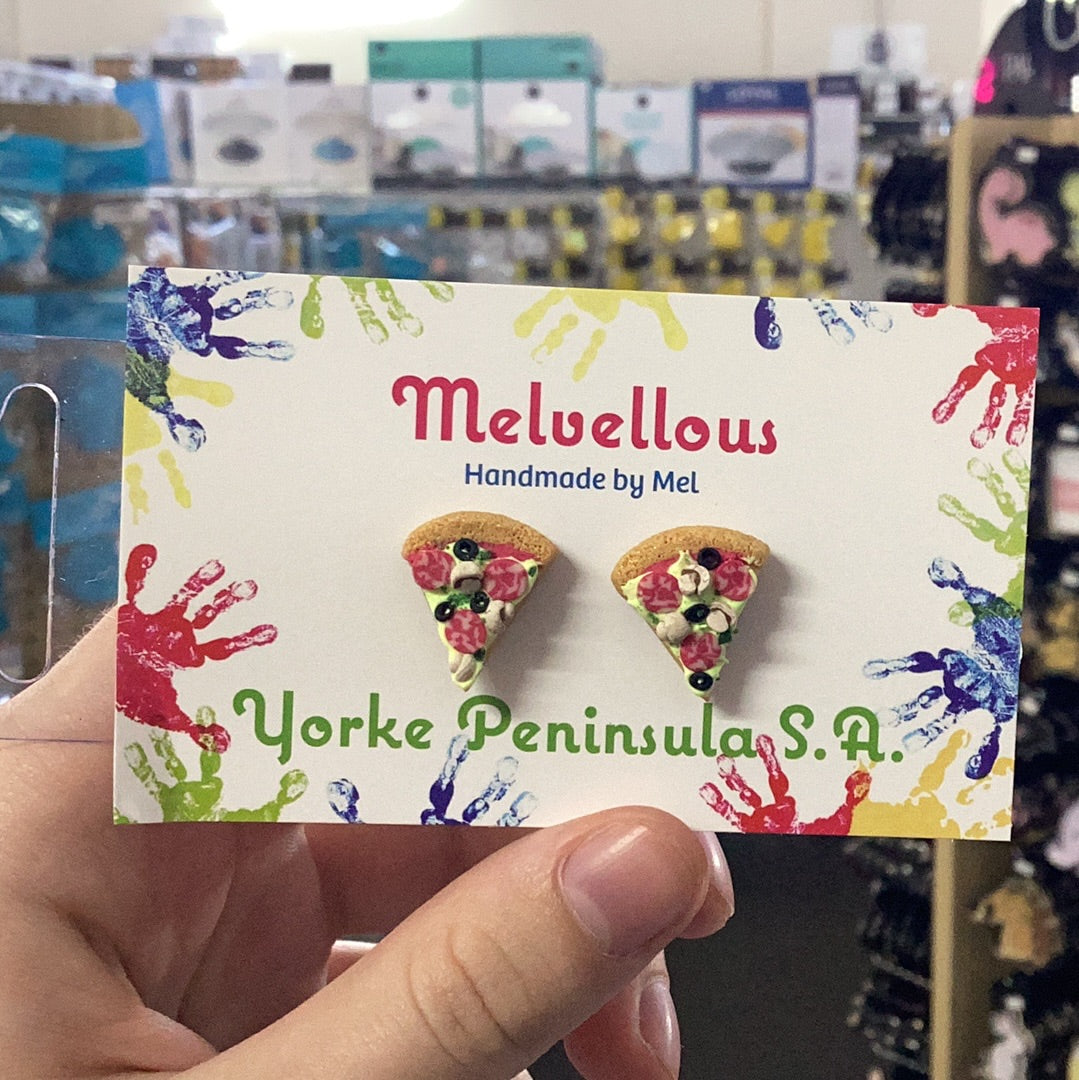 Melvellous
Handmade by Mel
Yorke Peninsula S.A.